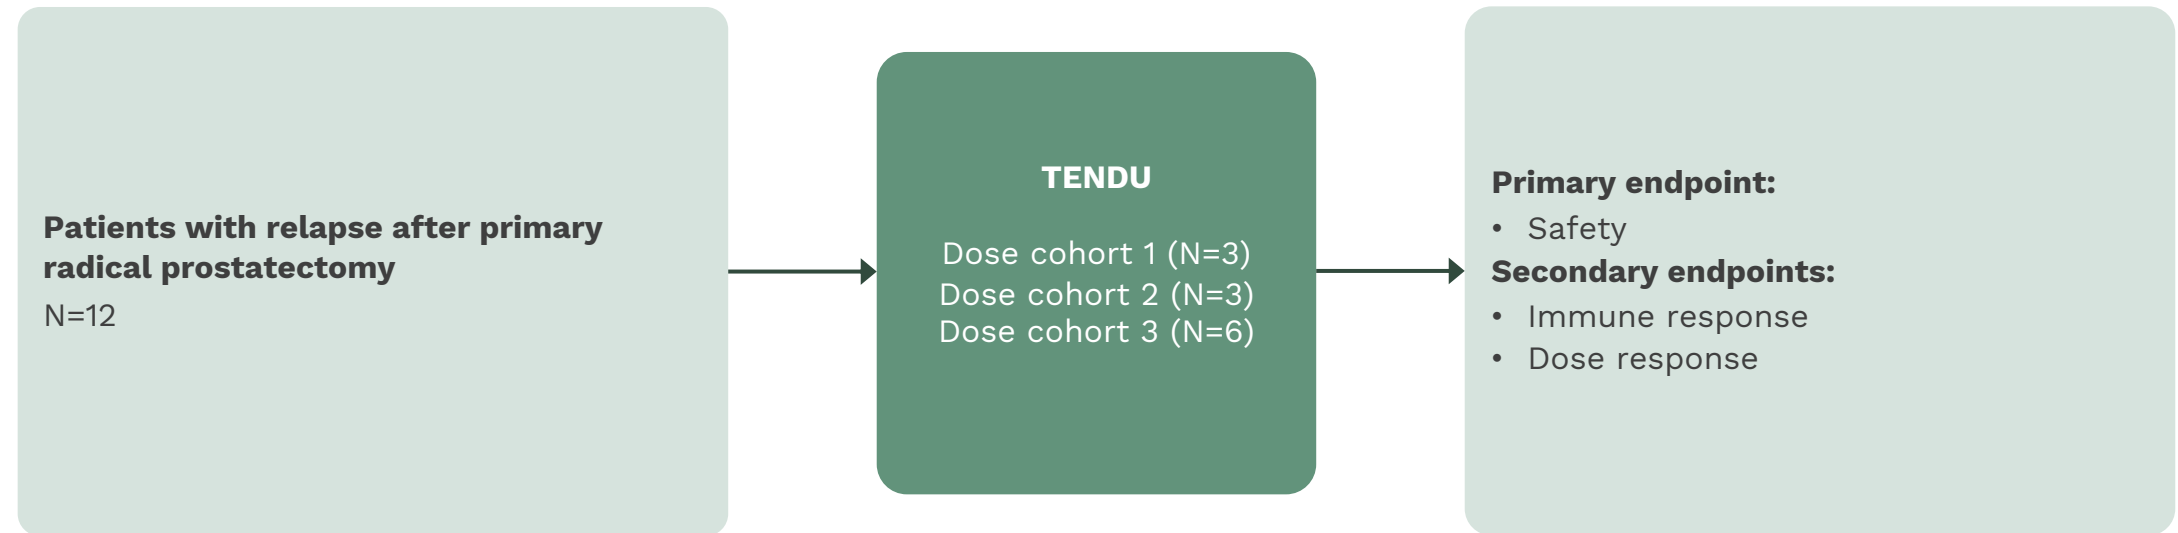 Patients with relapse after primary
radical prostatectomy
N=12
TENDU
Dose cohort 1 (N=3)
Dose cohort 2 (N=3)
Dose cohort 3 (N=6)
Primary endpoint:
• Safety
Secondary endpoints:
• Immune response
• Dose response